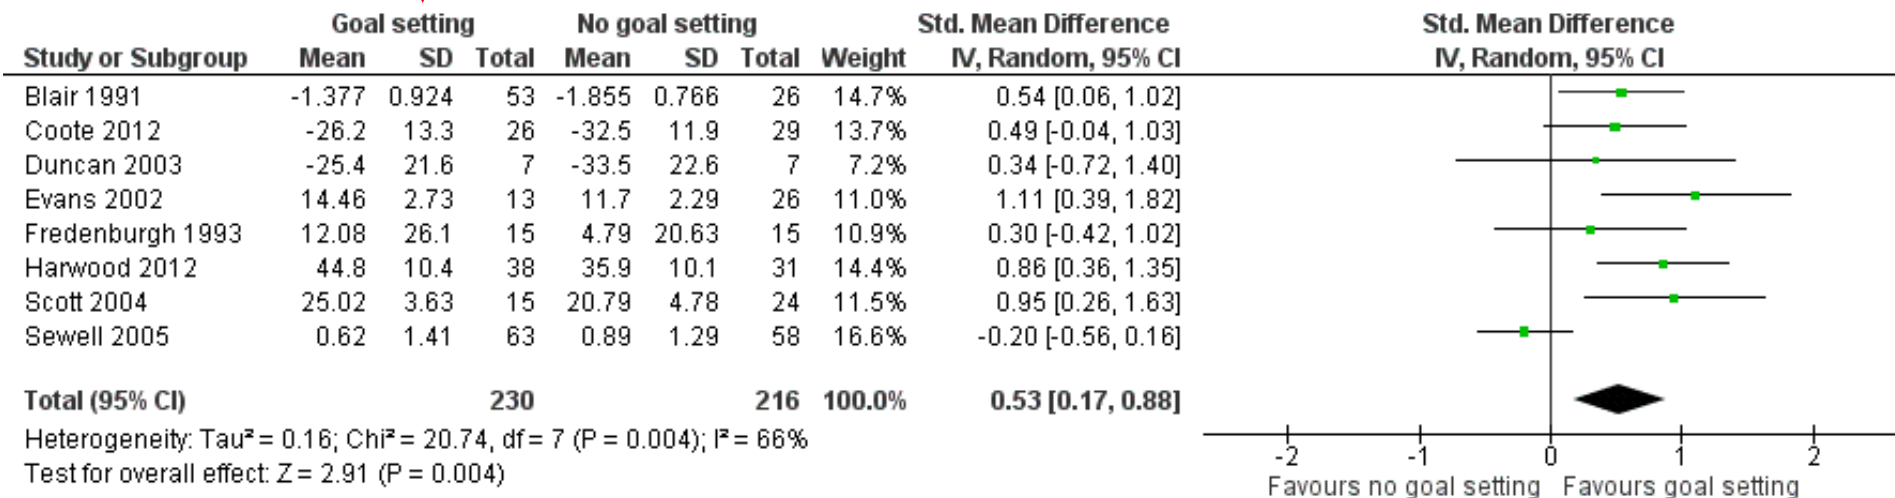 Goal setting No goal setting Std. Mean Difference Std. Mean Difference
Study or Subgroup Mean SD Total Mean SD Total Weight IV, Random, 95% CI IV, Random, 95% CI
Blair 1991 -1.377 0.924 53 -1.855 0.766 26 14.7% 0.54 [0.06, 1.02]
Coote 2012 -26.2 13.3 26 -32.5 11.9 29 13.7% 0.49 [-0.04, 1.03]
Duncan 2003 -25.4 21.6 7 -33.5 22.6 7 7.2% 0.34 [-0.72, 1.40]
Evans 2002 14.46 2.73 13 11.7 2.29 26 11.0% 1.11 [0.39, 1.82]
Fredenburgh 1993 12.08 26.1 15 4.79 20.63 15 10.9% 0.30 [-0.42, 1.02]
Harwood 2012 44.8 10.4 38 35.9 10.1 31 14.4% 0.86 [0.36, 1.35]
Scott 2004 25.02 3.63 15 20.79 4.78 24 11.5% 0.95 [0.26, 1.63]
Sewell 2005 0.62 1.41 63 0.89 1.29 58 16.6% -0.20 [-0.56, 0.16]
Total (95% CI) 230 216 100.0% 0.53 [0.17, 0.88]
Heterogeneity: Tau² = 0.16; Chi² = 20.74, df = 7 (P = 0.004); I² = 66%
Test for overall effect: Z = 2.91 (P = 0.004)
-2 -1 0 1 2
Favours no goal setting Favours goal setting